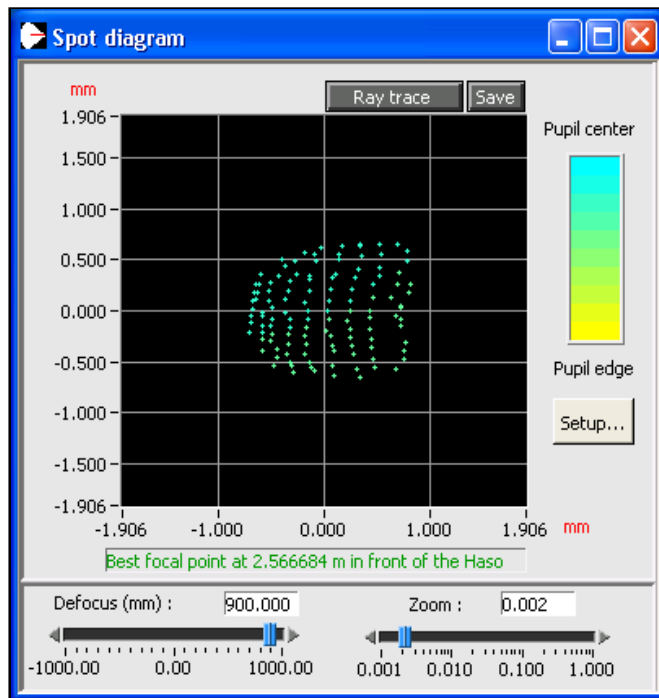 Spot diagram
mm
Ray trace
Save
1.906
1.500
1.000
0.500
0.000
-0.500
-1.000
-1.500
-1.906
-1.906 -1.000 0.000 1.000 1.906 mm
Pupil center
Pupil edge
Setup...
Best focal point at 2.566684 m in front of the Haso
Defocus (mm) : 900.000
-1000.00 0.00 1000.00
Zoom : 0.002
0.001 0.010 0.100 1.000